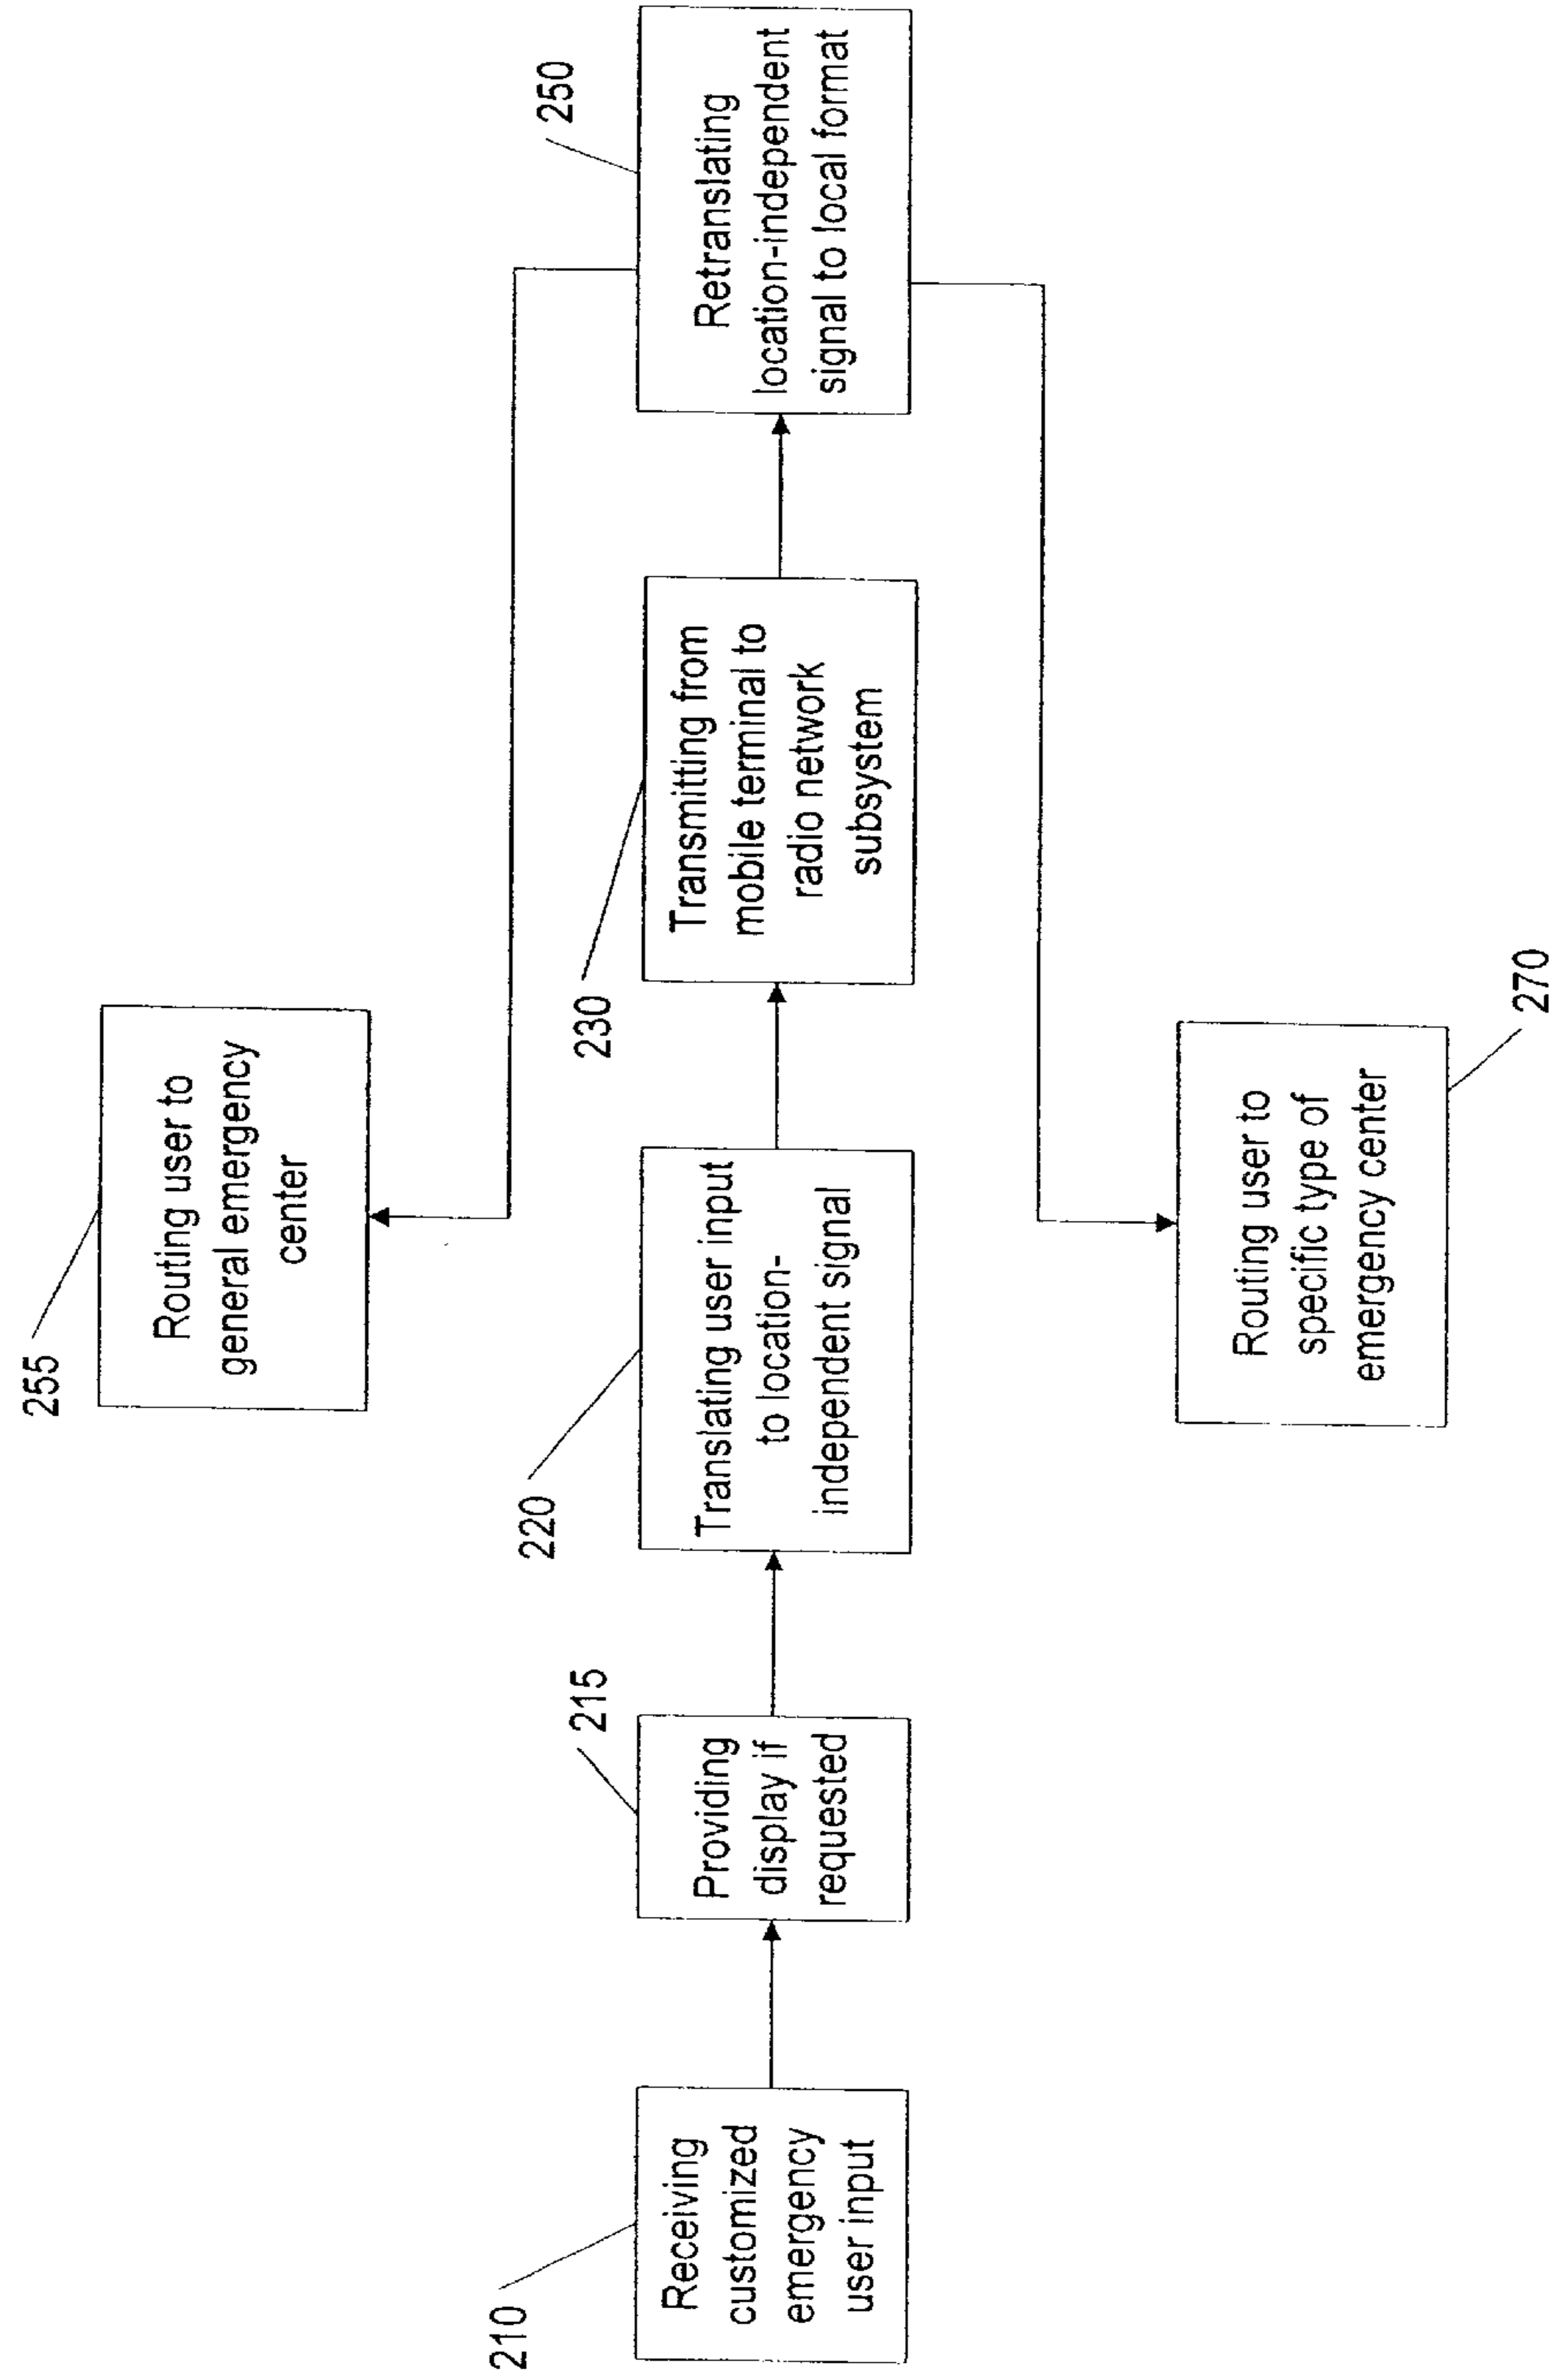 255
Routing user to
general emergency
center
210
Receiving
customized
emergency
user input
215
Providing
display if
requested
220
Translating user input
to location-
independent signal
230
Transmitting from
mobile terminal to
radio network
subsystem
250
Retranslating
location-independent
signal to local format
Routing user to
specific type of
emergency center
270